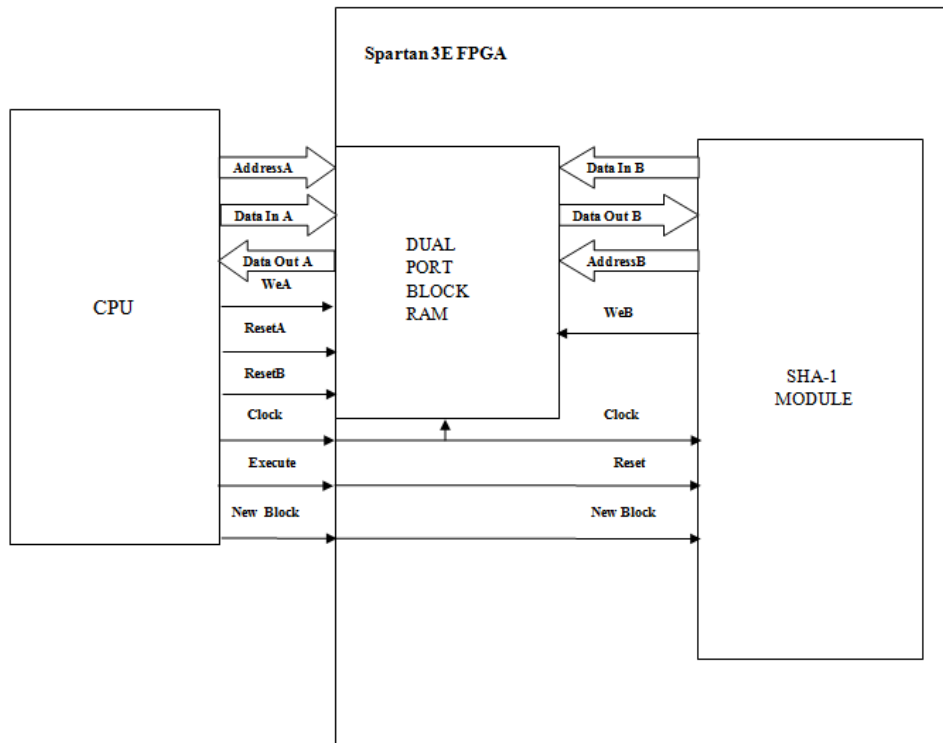 Spartan 3E FPGA
AddressA
Data In A
Data Out A
WeA
ResetA
ResetB
Clock
Execute
New Block
CPU
DUAL
PORT
BLOCK
RAM
Data In B
Data Out B
AddressB
WeB
Clock
Reset
New Block
SHA-1
MODULE